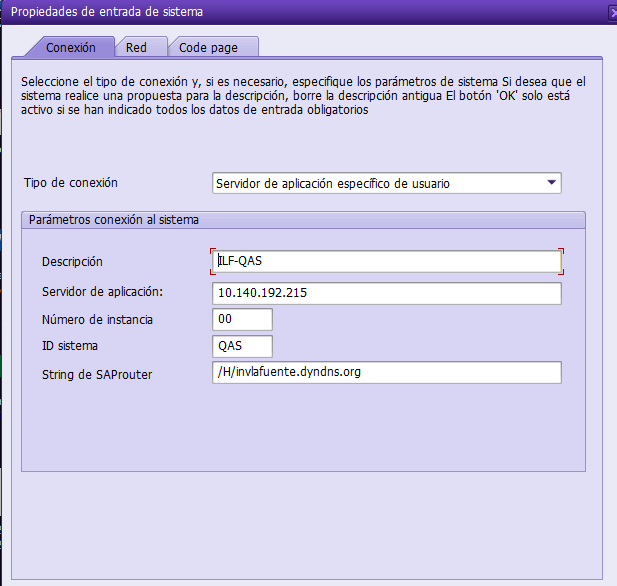 Propiedades de entrada de sistema
Conexión Red Code page
Seleccione el tipo de conexión y, si es necesario, especifique los parámetros de sistema Si desea que el
sistema realice una propuesta para la descripción, borre la descripción antigua El botón 'OK' solo está
activo si se han indicado todos los datos de entrada obligatorios
Tipo de conexión Servidor de aplicación específico de usuario
Parámetros conexión al sistema
Descripción ILF-QAS
Servidor de aplicación: 10.140.192.215
Número de instancia 00
ID sistema QAS
String de SAProuter /H/invlafuente.dyndns.org